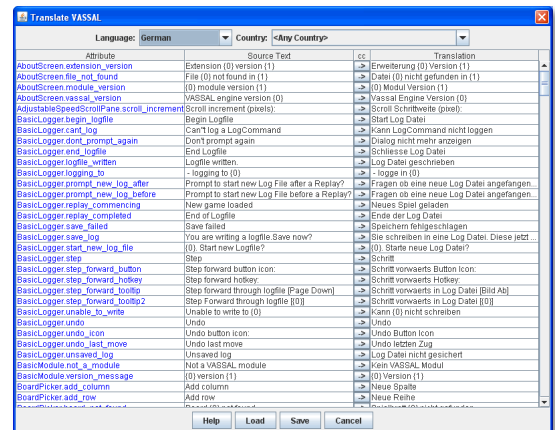 Translate VASSAL
Language: German Country: <Any Country>
Attribute Source Text cc Translation
AboutScreen.extension_version Extension {0} version {1} -> Erweiterung {0} Version {1}
AboutScreen.file_not_found File {0} not found in {1} -> Datei {0} nicht gefunden in {1}
AboutScreen.module_version {0} module version {1} -> {0} Modul Version {1}
AboutScreen.vassal_version VASSAL engine version {0} -> Vassal Engine Version {0}
AdjustableSpeedScrollPane.scroll_increment Scroll increment (pixels): -> Scroll Schrittweite (pixel):
BasicLogger.begin_logfile Begin Logfile -> Start Log Datei
BasicLogger.cant_log Can''t log a LogCommand -> Kann LogCommand nicht loggen
BasicLogger.dont_prompt_again Don't prompt again -> Dialog nicht mehr anzeigen
BasicLogger.end_logfile End Logfile -> Schliesse Log Datei
BasicLogger.logfile_written Logfile written. -> Log Datei geschrieben
BasicLogger.logging_to - logging to {0} -> - logge in {0}
BasicLogger.prompt_new_log_after Prompt to start new Log File after a Replay? -> Fragen ob eine neue Log Datei angefangen...
BasicLogger.prompt_new_log_before Prompt to start new Log File before a Replay? -> Fragen ob eine neue Log Datei angefangen...
BasicLogger.replay_commencing New game loaded -> Neues Spiel geladen
BasicLogger.replay_completed End of Logfile -> Ende der Log Datei
BasicLogger.save_failed Save failed -> Speichern fehlgeschlagen
BasicLogger.save_log You are writing a logfile.Save now? -> Sie schreiben in eine Log Datei. Diese jetzt ...
BasicLogger.start_new_log_file {0}. Start new Logfile? -> {0}. Starte neue Log Datei?
BasicLogger.step Step -> Schritt
BasicLogger.step_forward_button Step forward button icon: -> Schritt vorwaerts Button Icon:
BasicLogger.step_forward_hotkey Step forward hotkey: -> Schritt vorwaerts Hotkey:
BasicLogger.step_forward_tooltip Step forward through logfile [Page Down] -> Schritt vorwaerts in Log Datei [Bild Ab]
BasicLogger.step_forward_tooltip2 Step Forward through logfile [{0}] -> Schritt vorwaerts in Log Datei [{0}]
BasicLogger.unable_to_write Unable to write to {0} -> Kann {0} nicht schreiben
BasicLogger.undo Undo -> Undo
BasicLogger.undo_icon Undo button icon: -> Undo Button Icon
BasicLogger.undo_last_move Undo last move -> Undo letzten Zug
BasicLogger.unsaved_log Unsaved log -> Log Datei nicht gesichert
BasicModule.not_a_module Not a VASSAL module -> Kein VASSAL Modul
BasicModule.version_message {0} version {1} -> {0} Version {1}
BoardPicker.add_column Add column -> Neue Spalte
BoardPicker.add_row Add row -> Neue Reihe
Help Load Save Cancel